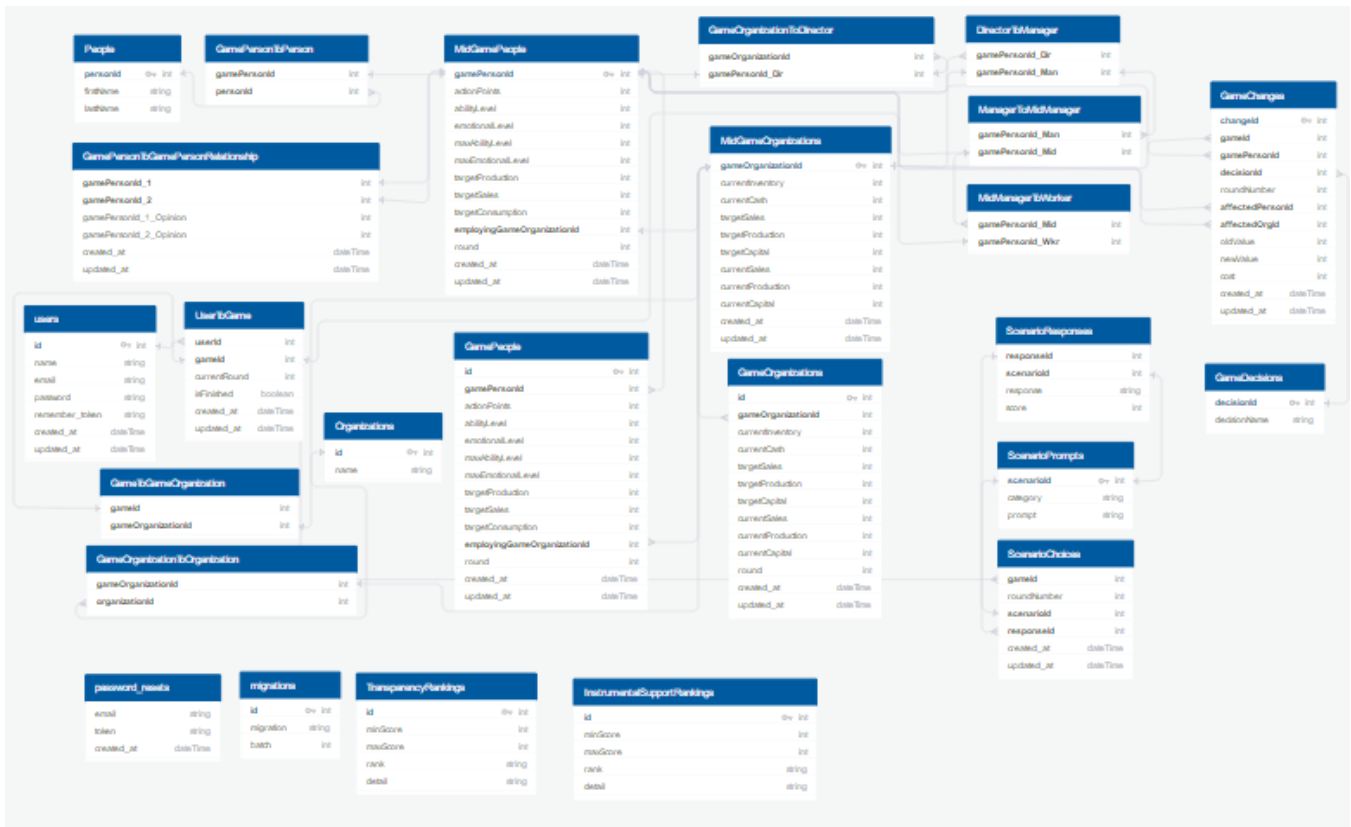 People
personId int
firstName string
lastName string
GamePersonToPerson
gamePersonId int
personId int
GamePersonToGamePersonRelationship
gamePersonId_1 int
gamePersonId_2 int
gamePersonId_1_Opinion int
gamePersonId_2_Opinion int
created_at dateTime
updated_at dateTime
MidGamePeople
gamePersonId int
actionPoints int
abilityLevel int
emotionalLevel int
maxAbilityLevel int
maxEmotionalLevel int
targetProduction int
targetSales int
targetConsumption int
employingGameOrganizationId int
round int
created_at dateTime
updated_at dateTime
GameOrganizationToDirector
gameOrganizationId int
gamePersonId_Dir int
DirectorToManager
gamePersonId_Dir int
gamePersonId_Man int
ManagerToMidManager
gamePersonId_Man int
gamePersonId_Mid int
MidManagerToWorker
gamePersonId_Mid int
gamePersonId_Wkr int
GameChanges
changeId int
gameId int
gamePersonId int
decisionId int
roundNumber int
affectedPersonId int
affectedOrgId int
oldValue int
newValue int
cost int
created_at dateTime
updated_at dateTime
MidGameOrganizations
gameOrganizationId int
currentInventory int
currentCash int
targetSales int
targetProduction int
targetCapital int
currentSales int
currentProduction int
currentCapital int
created_at dateTime
updated_at dateTime
users
id int
name string
email string
password string
remember_token string
created_at dateTime
updated_at dateTime
UserToGame
userId int
gameId int
currentRound int
isFinished boolean
created_at dateTime
updated_at dateTime
Organizations
id int
name string
GamePeople
id int
gamePersonId int
actionPoints int
abilityLevel int
emotionalLevel int
maxAbilityLevel int
maxEmotionalLevel int
targetProduction int
targetSales int
targetConsumption int
employingGameOrganizationId int
round int
created_at dateTime
updated_at dateTime
GameOrganizations
id int
gameOrganizationId int
currentInventory int
currentCash int
targetSales int
targetProduction int
targetCapital int
currentSales int
currentProduction int
currentCapital int
round int
created_at dateTime
updated_at dateTime
ScenarioResponses
responseId int
scenarioId int
response string
score int
GameDecisions
decisionId int
decisionName string
ScenarioPrompts
scenarioId int
category string
prompt string
ScenarioChoices
gameId int
roundNumber int
scenarioId int
responseId int
created_at dateTime
updated_at dateTime
GameToGameOrganization
gameId int
gameOrganizationId int
GameOrganizationToOrganization
gameOrganizationId int
organizationId int
password_resets
email string
token string
created_at dateTime
migrations
id int
migration string
batch int
TransparencyRankings
id int
minScore int
maxScore int
rank string
detail string
InstrumentalSupportRankings
id int
minScore int
maxScore int
rank string
detail string